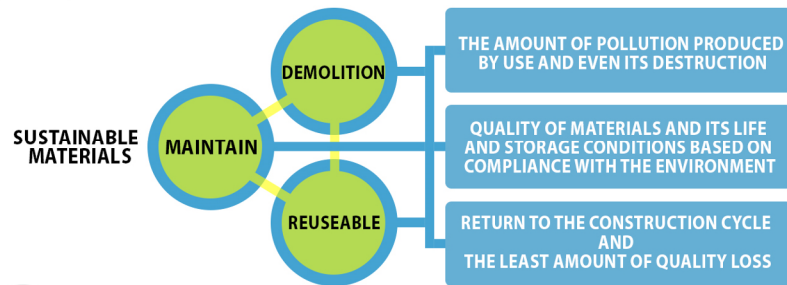 SUSTAINABLE
MATERIALS
MAINTAIN
DEMOLITION
REUSEABLE
THE AMOUNT OF POLLUTION PRODUCED
BY USE AND EVEN ITS DESTRUCTION
QUALITY OF MATERIALS AND ITS LIFE
AND STORAGE CONDITIONS BASED ON
COMPLIANCE WITH THE ENVIRONMENT
RETURN TO THE CONSTRUCTION CYCLE
AND
THE LEAST AMOUNT OF QUALITY LOSS